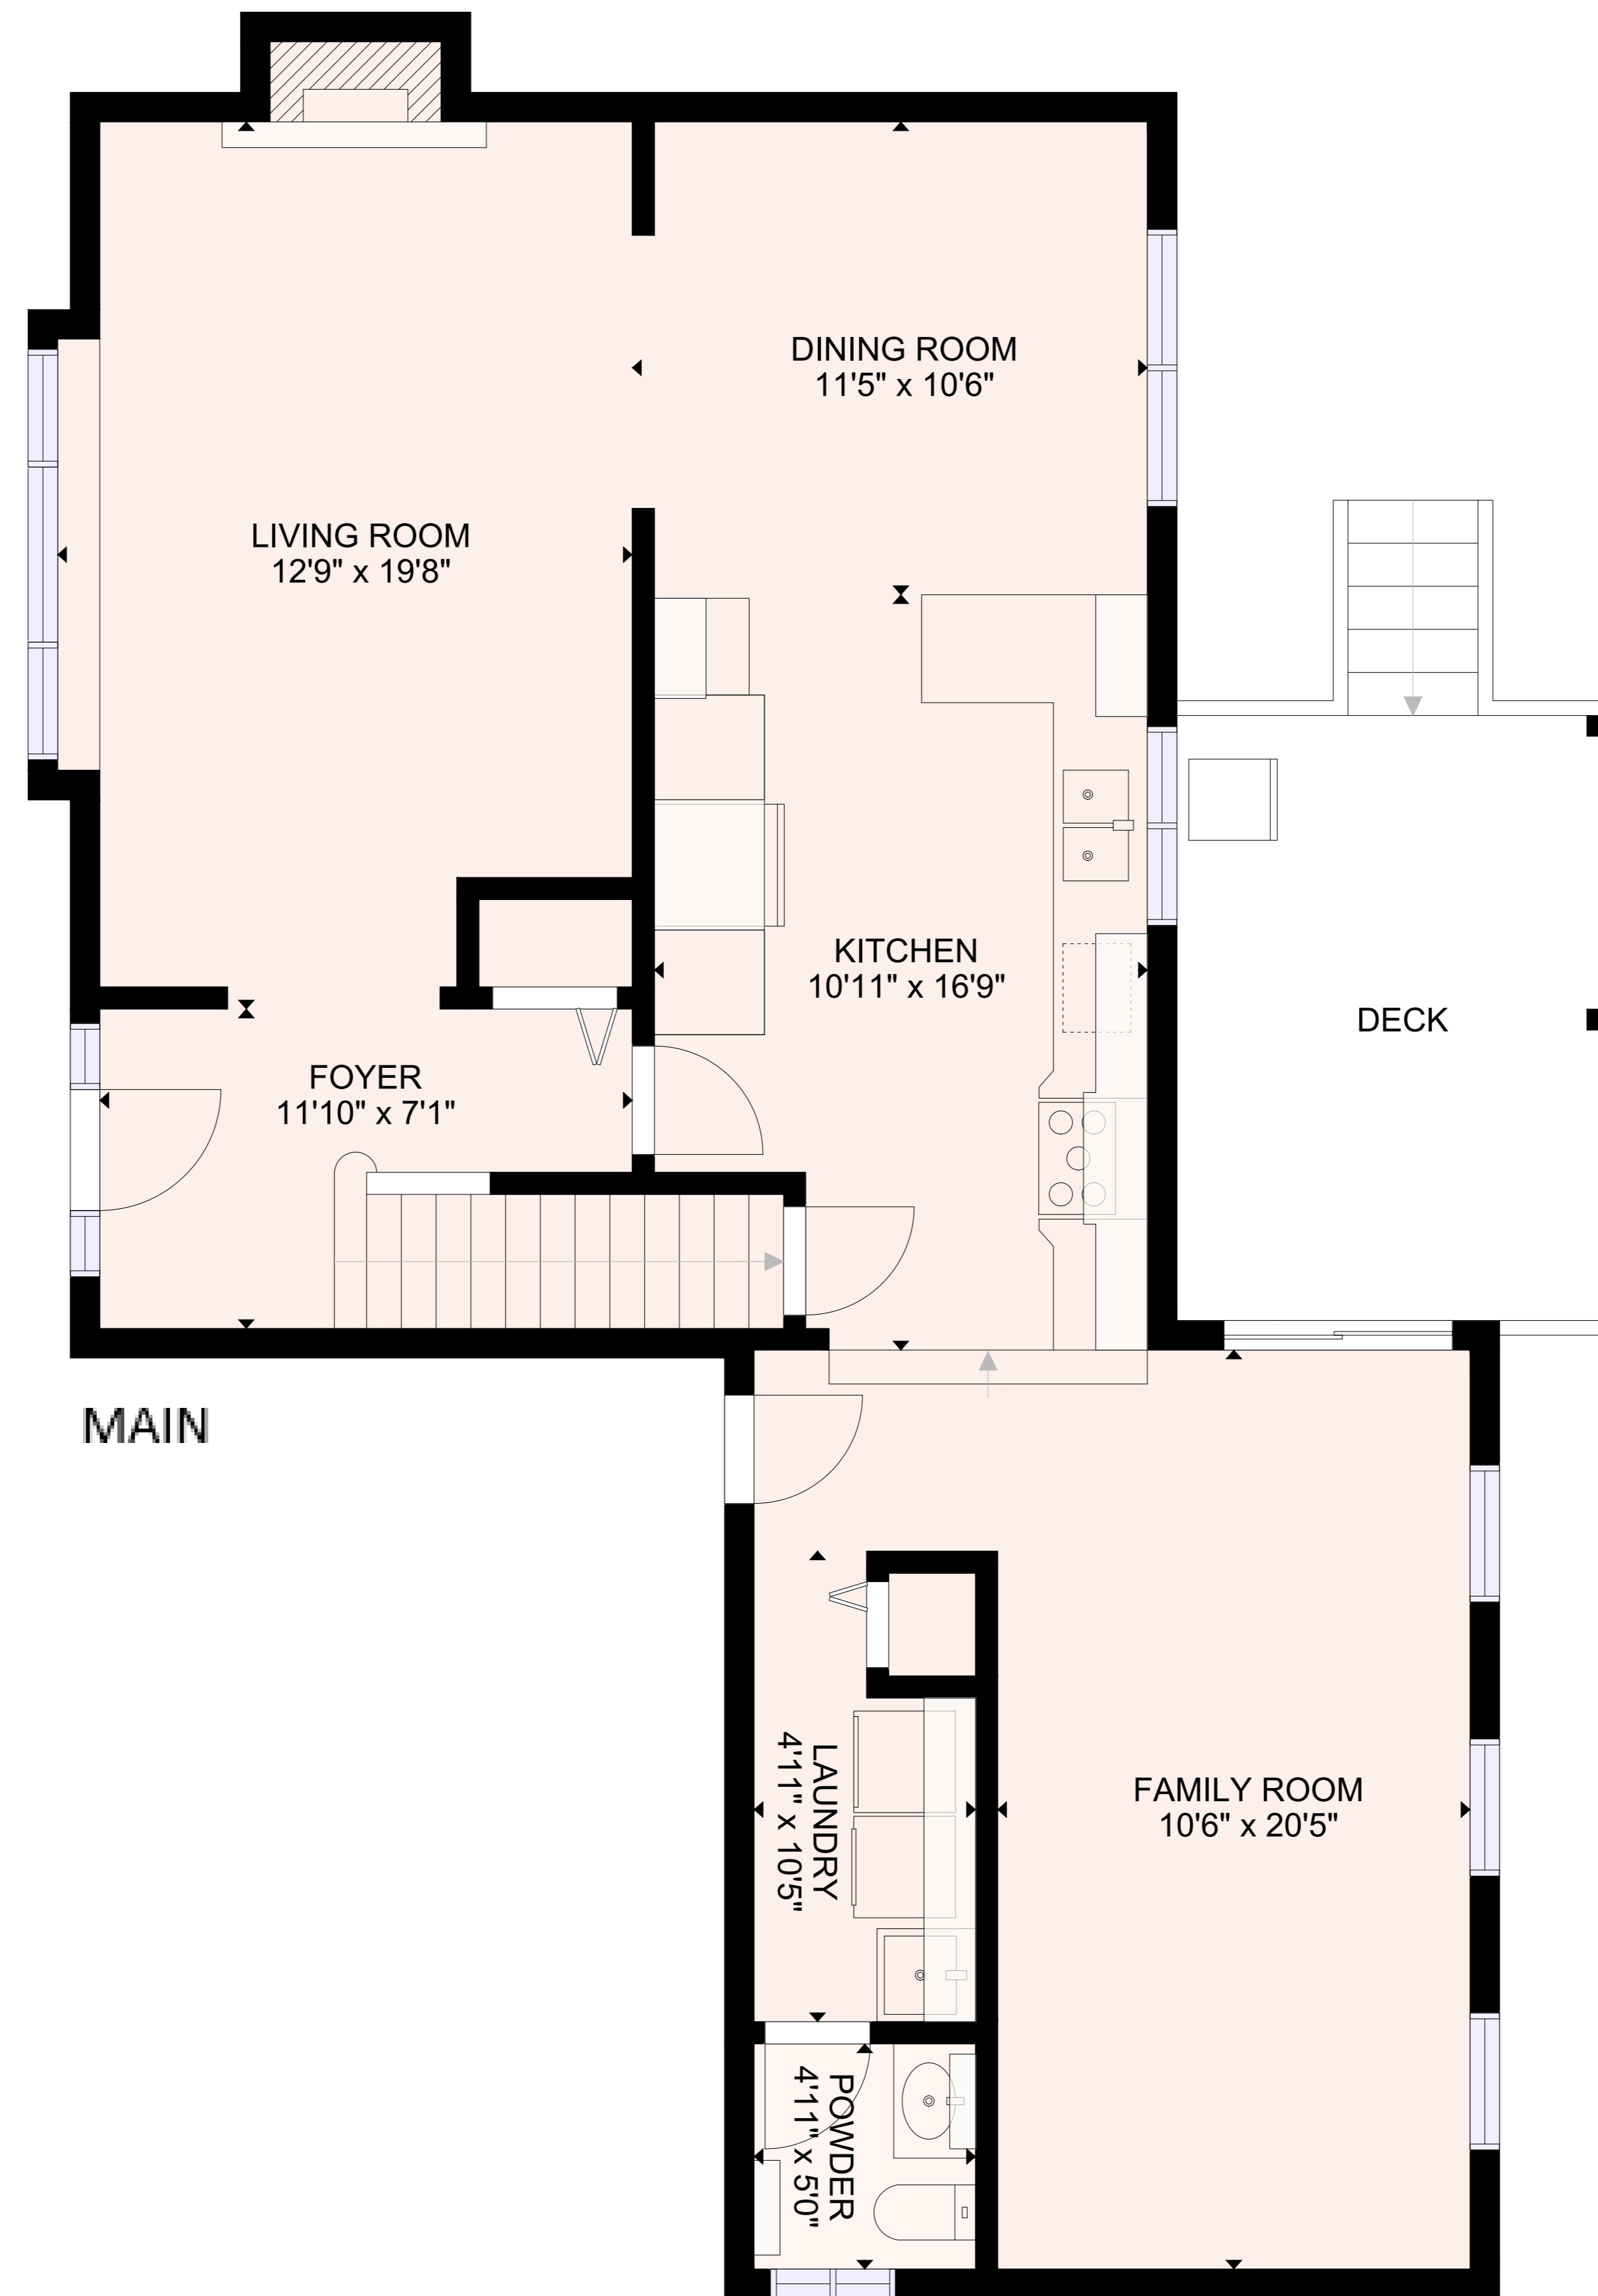 DINING ROOM
11'5" x 10'6"
LIVING ROOM
12'9" x 19'8"
KITCHEN
10'11" x 16'9"
DECK
FOYER
11'10" x 7'1"
MAIN
LAUNDRY
4'11" x 10'5"
FAMILY ROOM
10'6" x 20'5"
POWDER
4'11" x 5'0"